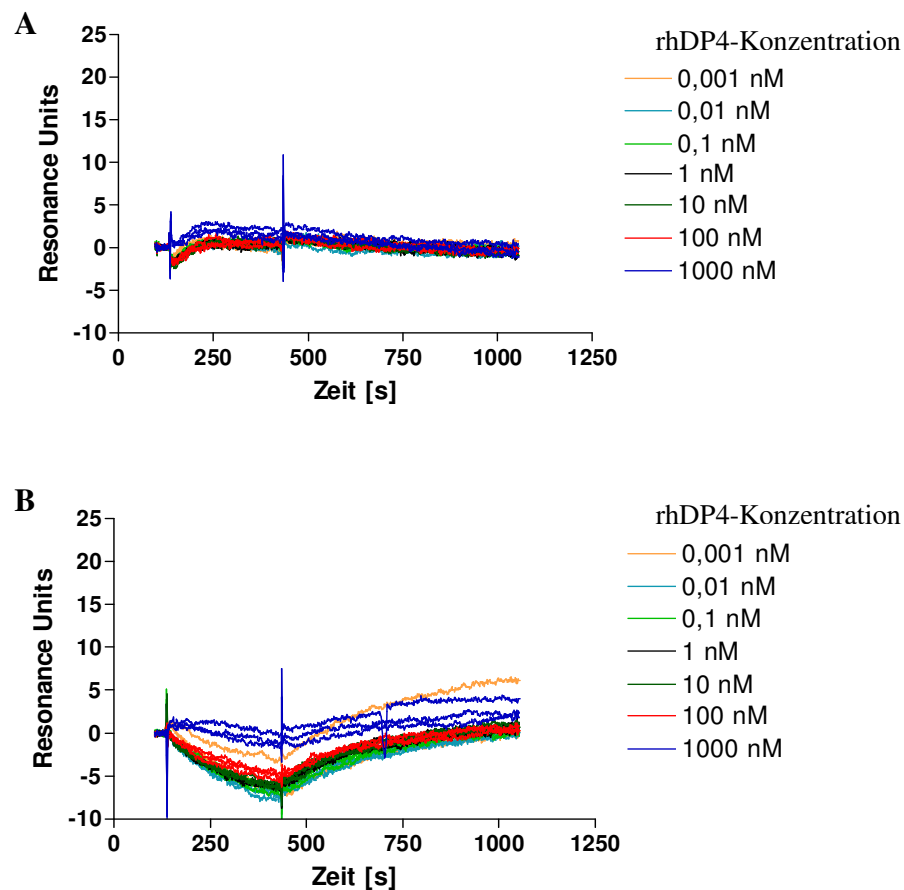 A
25
20
15
10
5
0
-5
-10
Resonance Units
0
250
500
750
1000
1250
Zeit [s]
rhDP4-Konzentration
0,001 nM
0,01 nM
0,1 nM
1 nM
10 nM
100 nM
1000 nM
B
25
20
15
10
5
0
-5
-10
Resonance Units
0
250
500
750
1000
1250
Zeit [s]
rhDP4-Konzentration
0,001 nM
0,01 nM
0,1 nM
1 nM
10 nM
100 nM
1000 nM